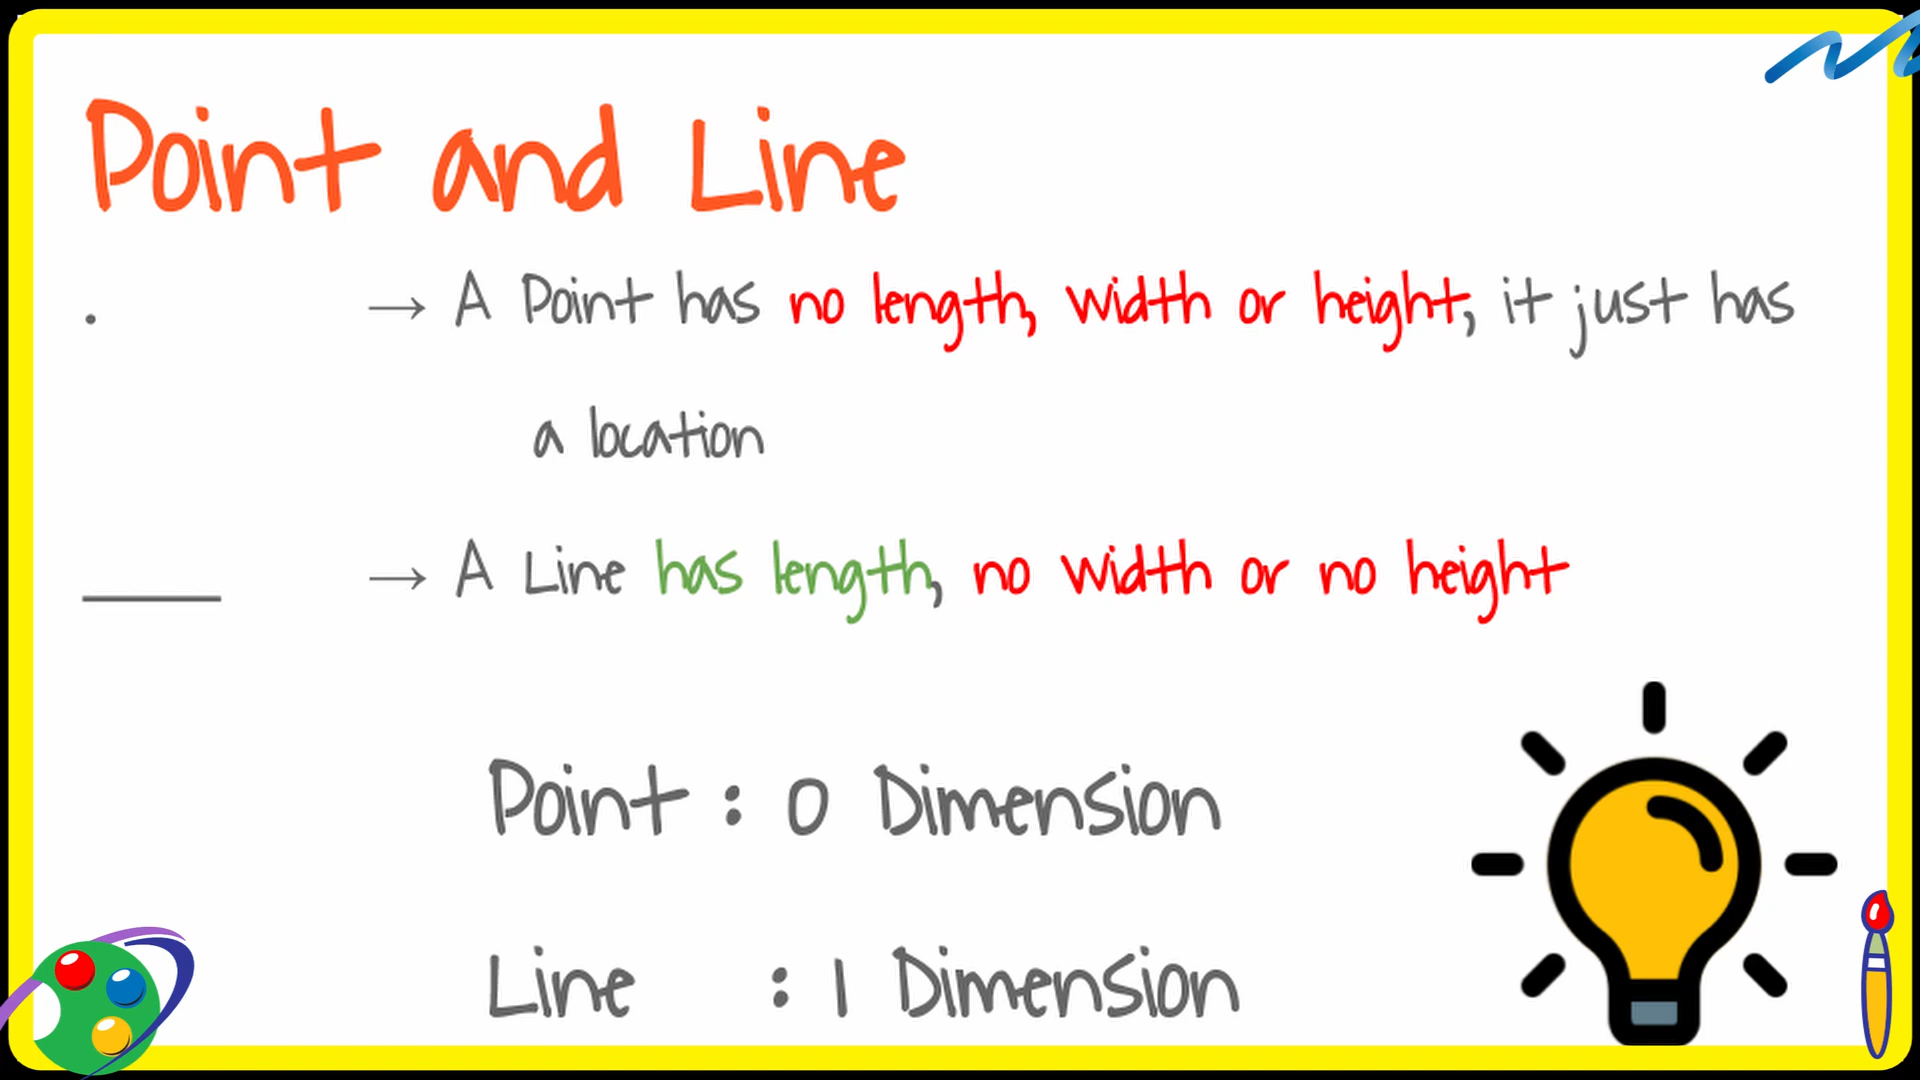 Point and Line
. → A Point has no length, width or height; it just has
a location
→ A Line has length, no width or no height
Point : 0 Dimension
Line : 1 Dimension